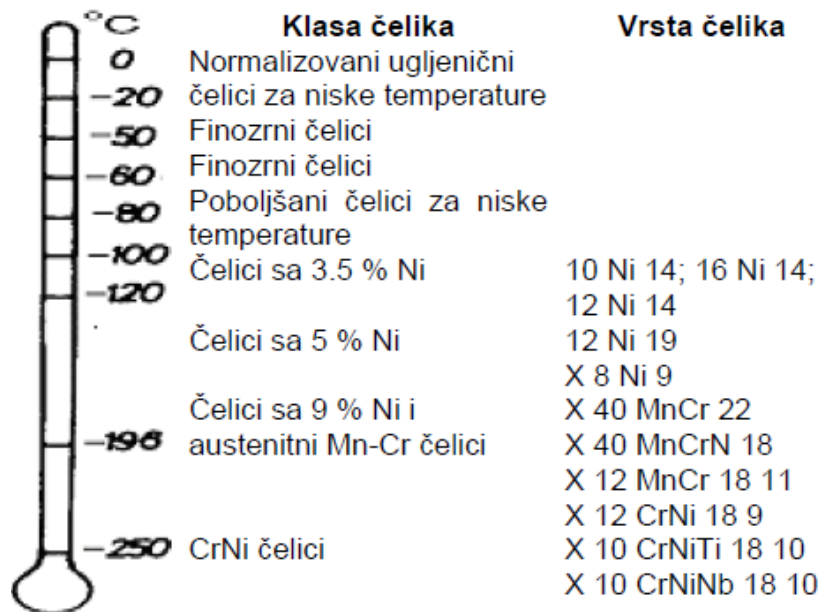 °C Klasa čelika Vrsta čelika
0 Normalizovani ugljenični
-20 čelici za niske temperature
-50 Finozrni čelici
-60 Finozrni čelici
-80 Poboljšani čelici za niske
temperature
-100
Čelici sa 3.5 % Ni 10 Ni 14; 16 Ni 14;
-120 12 Ni 14
Čelici sa 5 % Ni 12 Ni 19
X 8 Ni 9
Čelici sa 9 % Ni i X 40 MnCr 22
-196 austenitni Mn-Cr čelici X 40 MnCrN 18
X 12 MnCr 18 11
X 12 CrNi 18 9
-250 CrNi čelici X 10 CrNiTi 18 10
X 10 CrNiNb 18 10